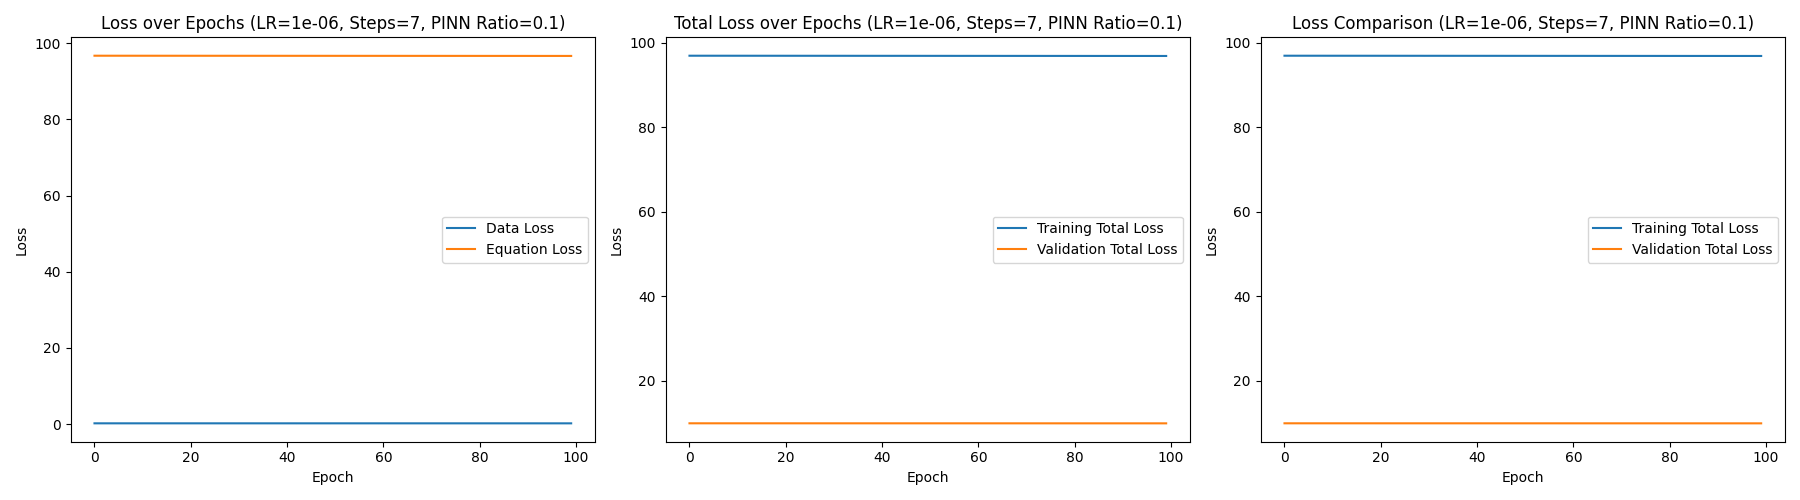 Loss over Epochs (LR=1e-06, Steps=7, PINN Ratio=0.1)
100
80
60
40
20
0
Loss
Data Loss
Equation Loss
0 20 40 60 80 100
Epoch
Total Loss over Epochs (LR=1e-06, Steps=7, PINN Ratio=0.1)
100
80
60
40
20
Loss
Training Total Loss
Validation Total Loss
0 20 40 60 80 100
Epoch
Loss Comparison (LR=1e-06, Steps=7, PINN Ratio=0.1)
100
80
60
40
20
Loss
Training Total Loss
Validation Total Loss
0 20 40 60 80 100
Epoch